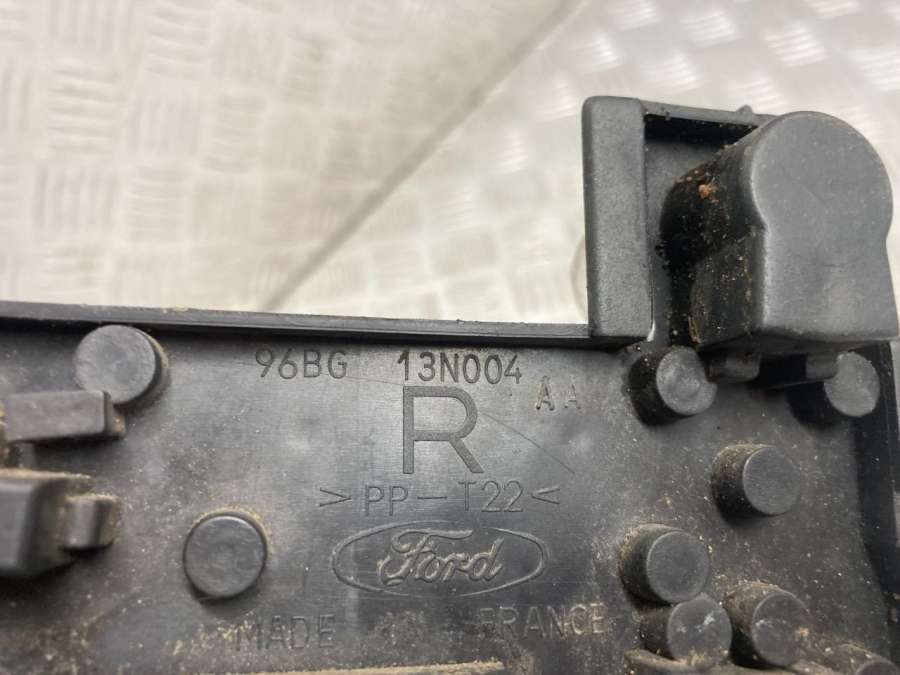 96BG 13N004
AA
R
>PP-T22<
Ford
MADE FRANCE